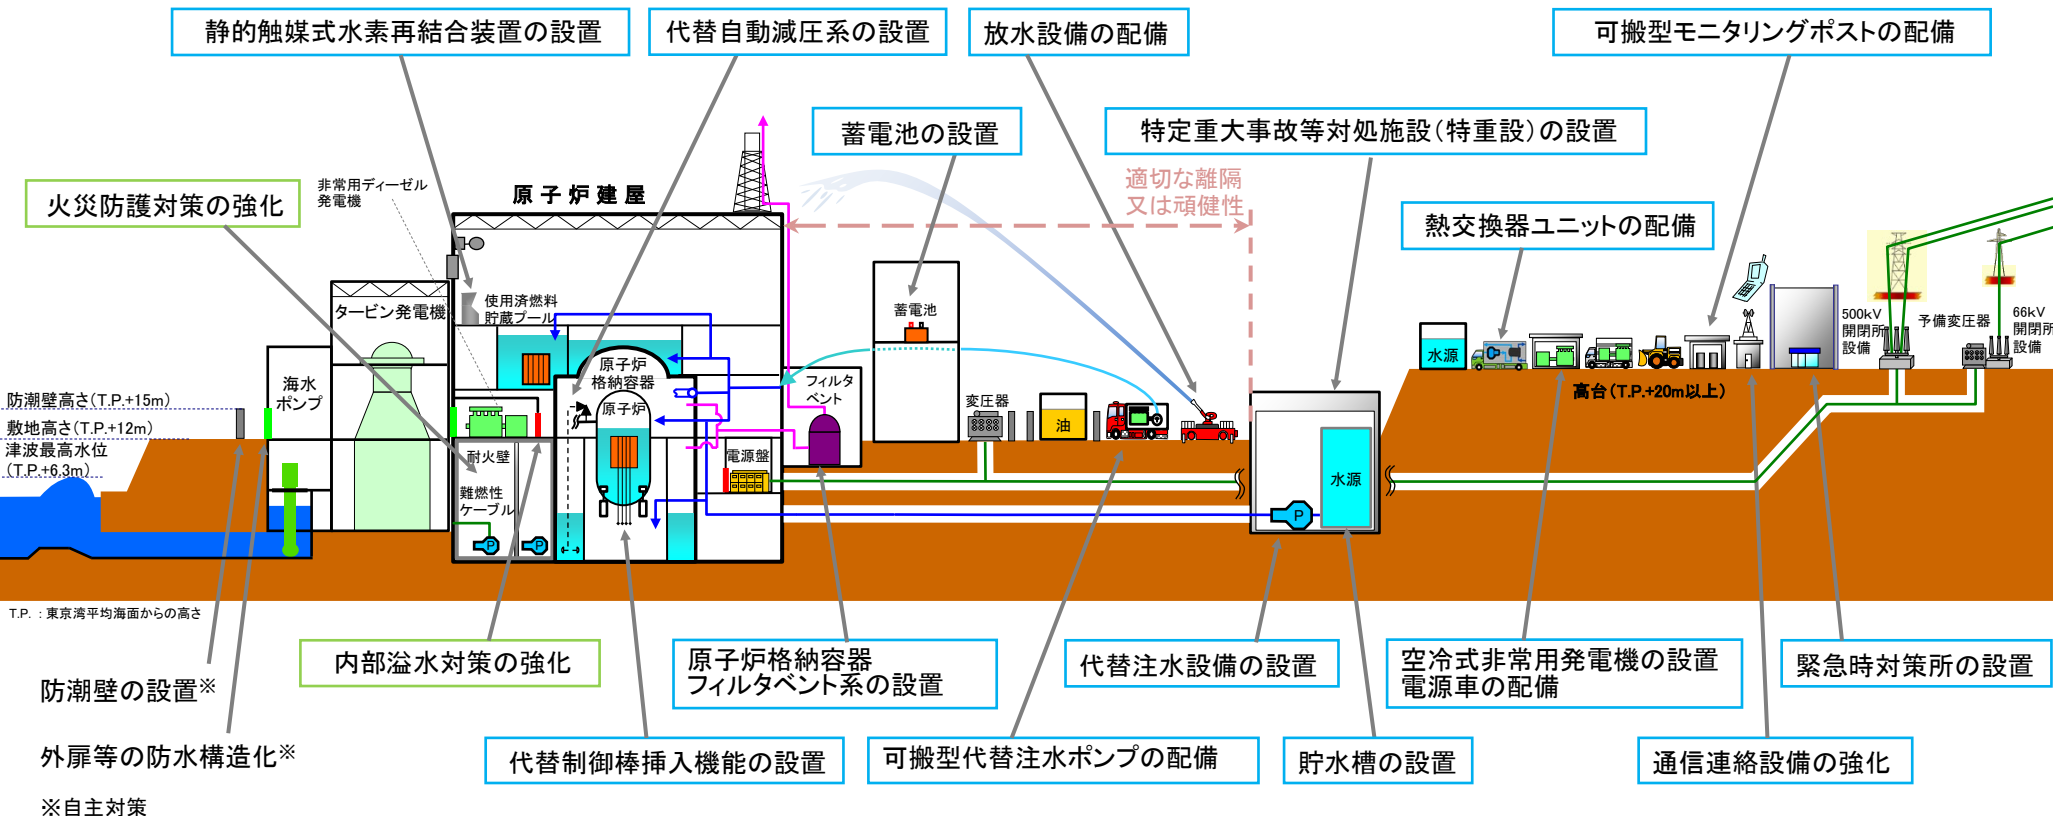 静的触媒式水素再結合装置の設置
代替自動減圧系の設置
放水設備の配備
可搬型モニタリングポストの配備
蓄電池の設置
特定重大事故等対処施設(特重設)の設置
火災防護対策の強化
非常用ディーゼル
発電機
原子炉建屋
適切な離隔
又は頑健性
熱交換器ユニットの配備
タービン発電機
使用済燃料
貯蔵プール
蓄電池
500kV
開閉所
設備
予備変圧器
66kV
開閉所
設備
水源
海水
ポンプ
原子炉
格納容器
原子炉
フィルタ
ベント
変圧器
油
高台(T.P.+20m以上)
防潮壁高さ(T.P.+15m)
敷地高さ(T.P.+12m)
津波最高水位
(T.P.+6.3m)
耐火壁
難燃性
ケーブル
電源盤
水源
P
P
P
T.P. : 東京湾平均海面からの高さ
内部溢水対策の強化
原子炉格納容器
フィルタベント系の設置
代替注水設備の設置
空冷式非常用発電機の設置
電源車の配備
緊急時対策所の設置
防潮壁の設置※
外扉等の防水構造化※
代替制御棒挿入機能の設置
可搬型代替注水ポンプの配備
貯水槽の設置
通信連絡設備の強化
※自主対策